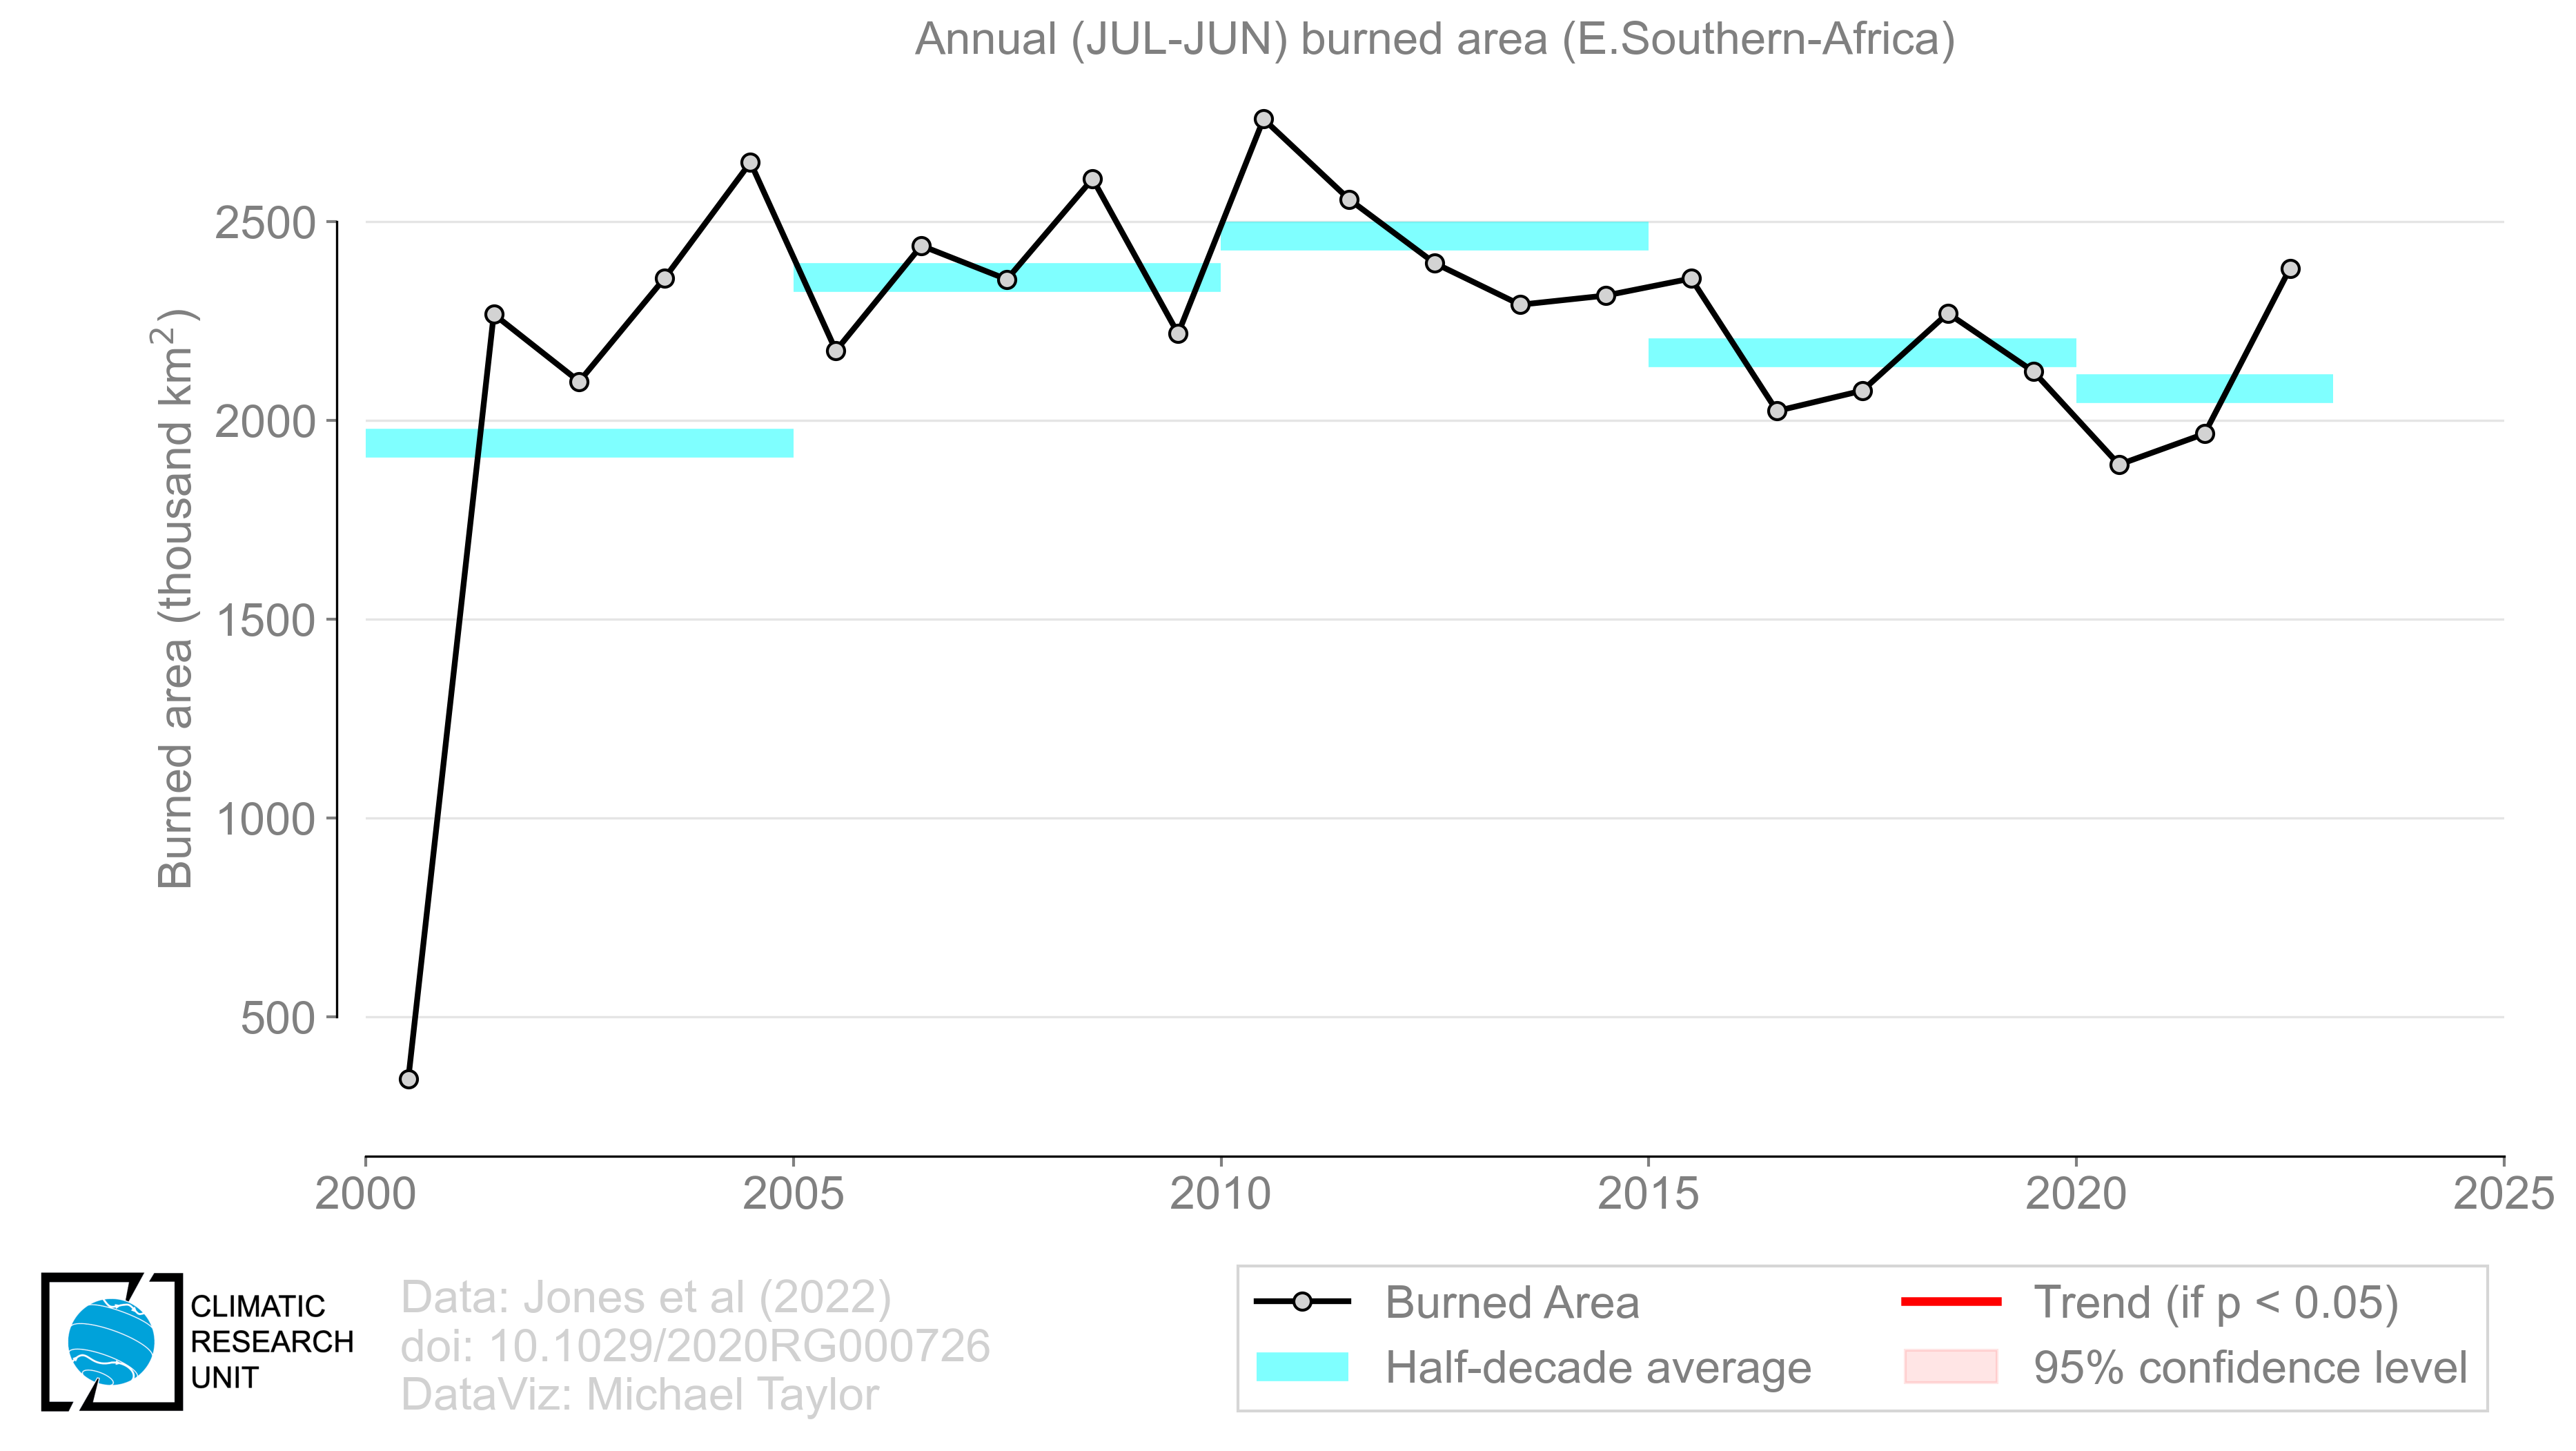 Annual (JUL-JUN) burned area (E.Southern-Africa)
Burned area (thousand km²)
2500
2000
1500
1000
500
2000 2005 2010 2015 2020 2025
CLIMATIC
RESEARCH
UNIT
Data: Jones et al (2022)
doi: 10.1029/2020RG000726
DataViz: Michael Taylor
Burned Area
Half-decade average
Trend (if p < 0.05)
95% confidence level